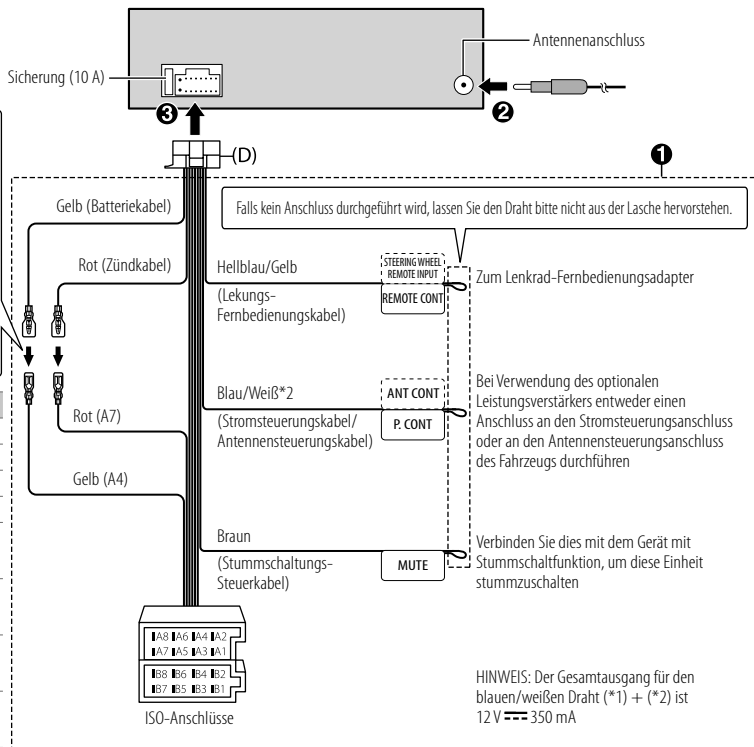 Antennenanschluss
Sicherung (10 A)
❸
❷
(D)
❶
Gelb (Batteriekabel)
Falls kein Anschluss durchgeführt wird, lassen Sie den Draht bitte nicht aus der Lasche hervorstehen.
Rot (Zündkabel)
Hellblau/Gelb
(Lekungs-
Fernbedienungskabel)
STEERING WHEEL
REMOTE INPUT
REMOTE CONT
Zum Lenkrad-Fernbedienungsadapter
Blau/Weiß*2
(Stromsteuerungskabel/
Antennensteuerungskabel)
ANT CONT
P. CONT
Bei Verwendung des optionalen
Leistungsverstärkers entweder einen
Anschluss an den Stromsteuerungsanschluss
oder an den Antennensteuerungsanschluss
des Fahrzeugs durchführen
Rot (A7)
Gelb (A4)
Braun
(Stummschaltungs-
Steuerkabel)
MUTE
Verbinden Sie dies mit dem Gerät mit
Stummschaltfunktion, um diese Einheit
stummzuschalten
A8 A6 A4 A2
A7 A5 A3 A1
B8 B6 B4 B2
B7 B5 B3 B1
ISO-Anschlüsse
HINWEIS: Der Gesamtausgang für den
blauen/weißen Draht (*1) + (*2) ist
12 V ⎓ 350 mA